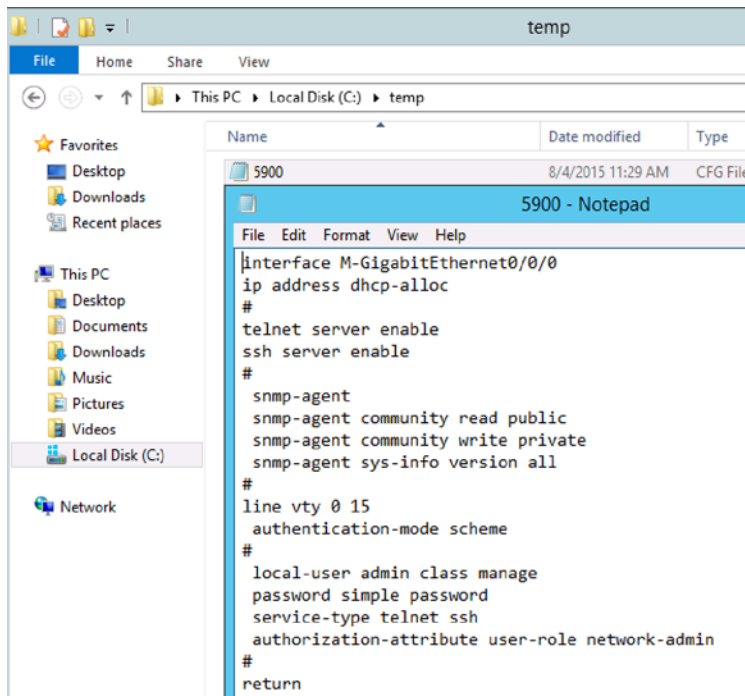 temp
File Home Share View
This PC Local Disk (C:) temp
Favorites
Desktop
Downloads
Recent places
This PC
Desktop
Documents
Downloads
Music
Pictures
Videos
Local Disk (C:)
Network
Name Date modified Type
5900 8/4/2015 11:29 AM CFG File
5900 - Notepad
File Edit Format View Help
interface M-GigabitEthernet0/0/0
ip address dhcp-alloc
#
telnet server enable
ssh server enable
#
snmp-agent
snmp-agent community read public
snmp-agent community write private
snmp-agent sys-info version all
#
line vty 0 15
authentication-mode scheme
#
local-user admin class manage
password simple password
service-type telnet ssh
authorization-attribute user-role network-admin
#
return